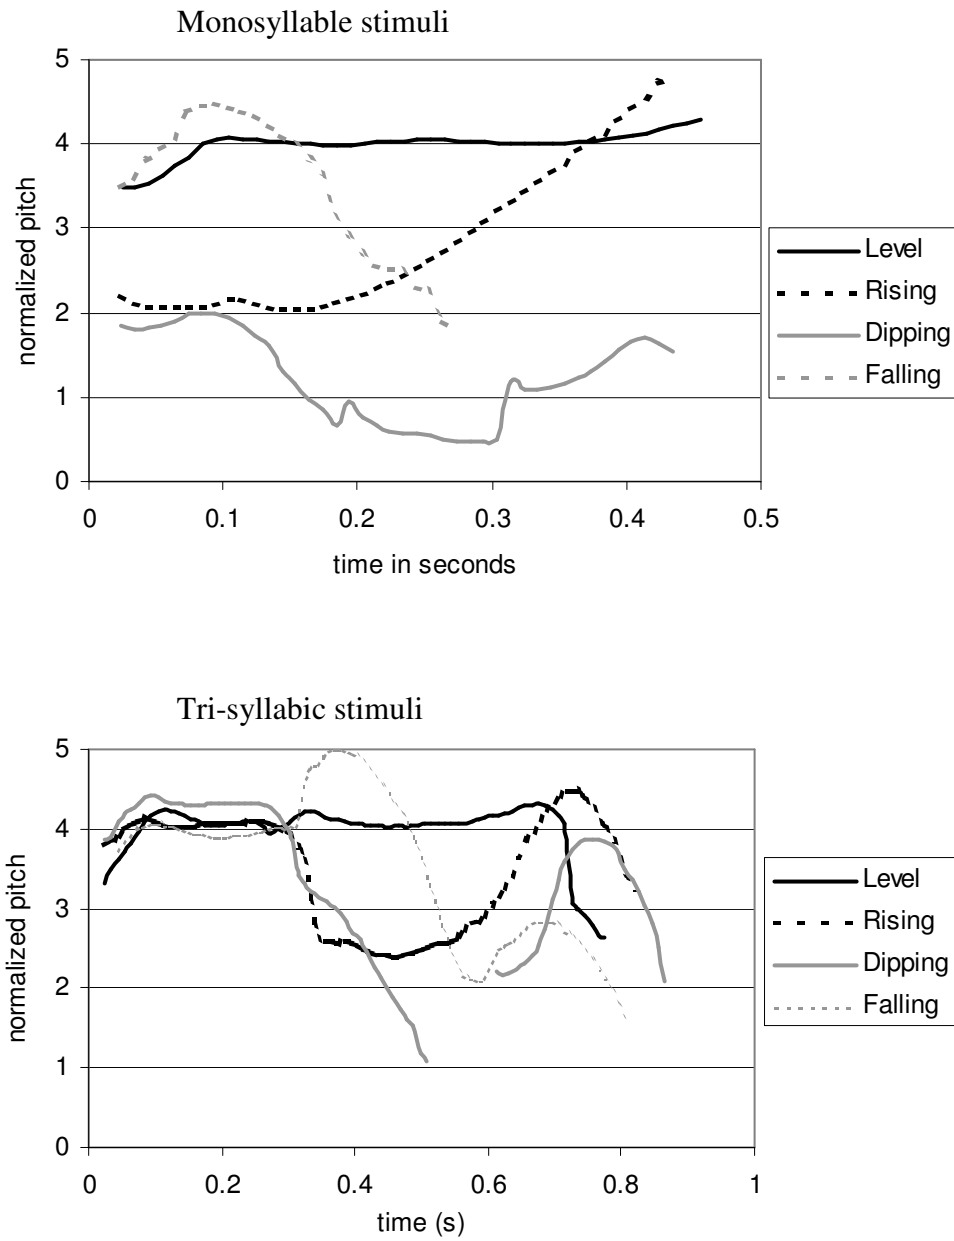 Monosyllable stimuli
5
4
3
2
1
0
normalized pitch
0 0.1 0.2 0.3 0.4 0.5
time in seconds
Level
Rising
Dipping
Falling
Tri-syllabic stimuli
5
4
3
2
1
0
normalized pitch
0 0.2 0.4 0.6 0.8 1
time (s)
Level
Rising
Dipping
Falling